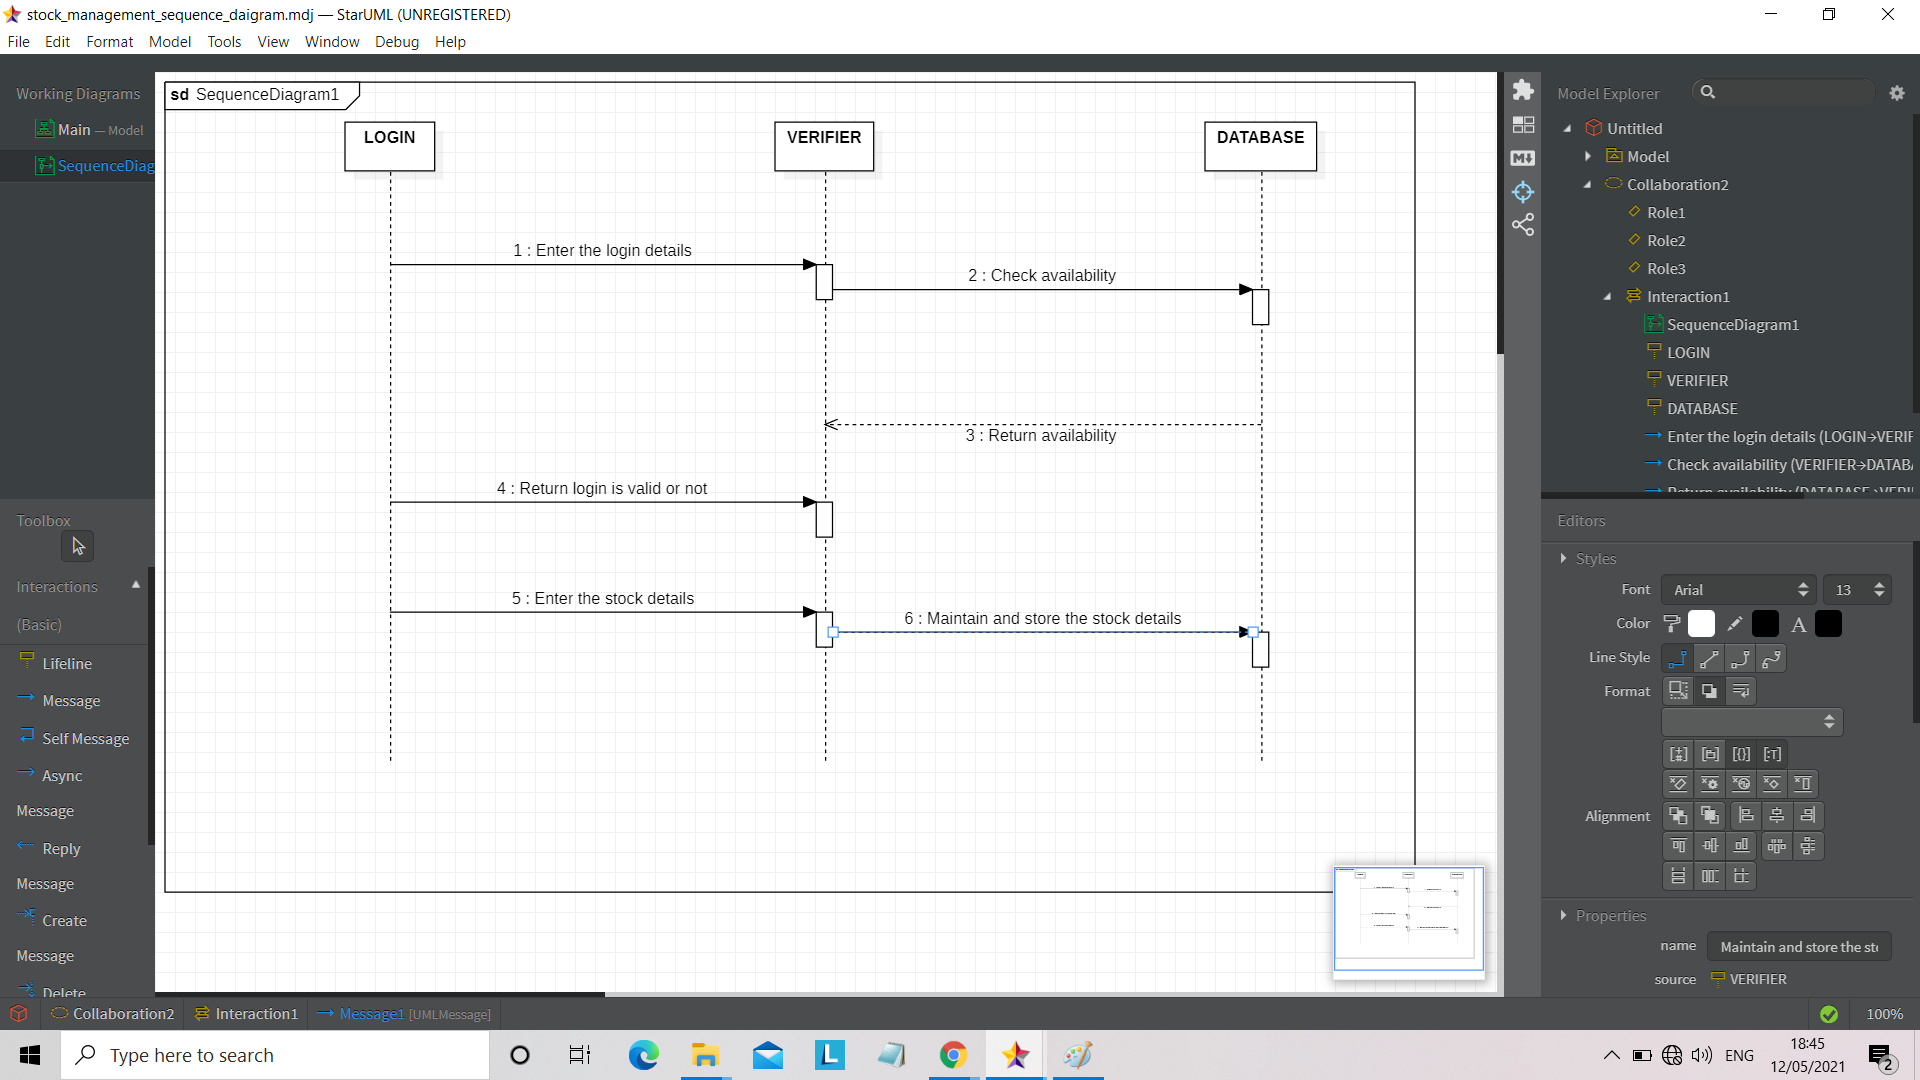 stock_management_sequence_daigram.mdj — StarUML (UNREGISTERED)
File Edit Format Model Tools View Window Debug Help
Working Diagrams
Main — Model
SequenceDiag
Toolbox
Interactions
(Basic)
Lifeline
Message
Self Message
Async
Message
Reply
Message
Create
Message
Delete
sd SequenceDiagram1
LOGIN
VERIFIER
DATABASE
1 : Enter the login details
2 : Check availability
3 : Return availability
4 : Return login is valid or not
5 : Enter the stock details
6 : Maintain and store the stock details
Model Explorer
Untitled
Model
Collaboration2
Role1
Role2
Role3
Interaction1
SequenceDiagram1
LOGIN
VERIFIER
DATABASE
Enter the login details (LOGIN→VERIF
Check availability (VERIFIER→DATAB
Return availability (DATABASE→VERI
Editors
Styles
Font Arial 13
Color A
Line Style
Format
Alignment
Properties
name Maintain and store the st
source VERIFIER
Collaboration2 Interaction1 Message1 [UMLMessage] 100%
Type here to search
ENG
18:45
12/05/2021
2